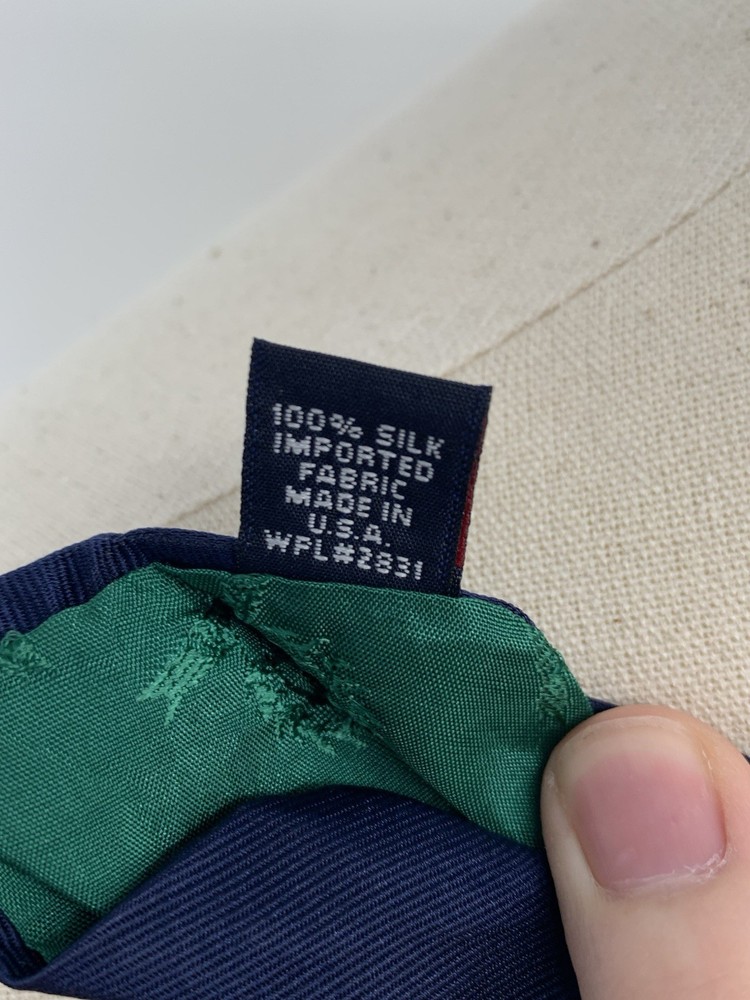 100% SILK
IMPORTED
FABRIC
MADE IN
U.S.A.
WPL#2831